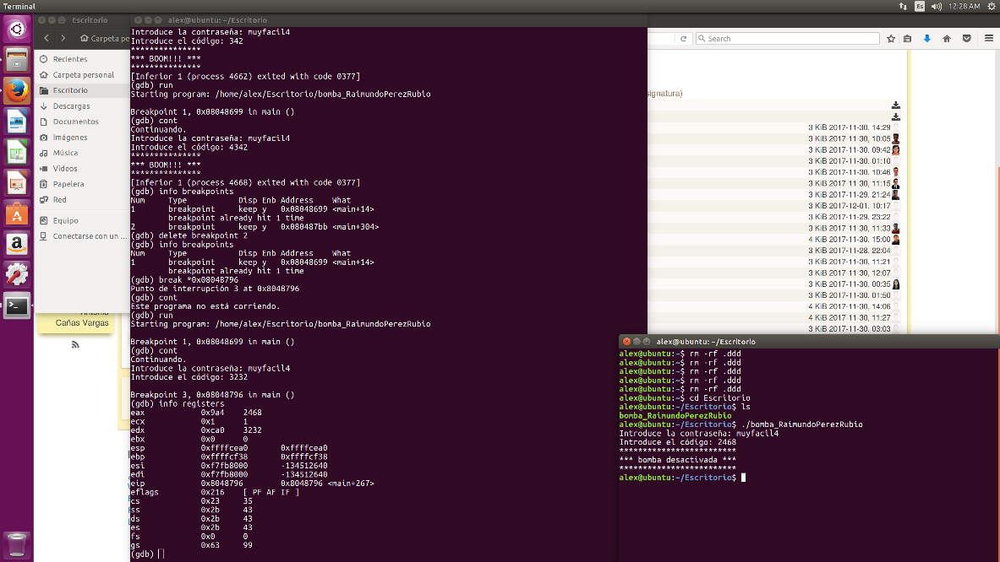 Terminal
Es
12:28 AM
Escritorio
Carpeta pe
Recientes
Carpeta personal
Escritorio
Descargas
Documentos
Imágenes
Música
Vídeos
Papelera
Red
Equipo
Conectarse con un ...
Cañas Vargas
alex@ubuntu: ~/Escritorio
Introduce la contraseña: muyfacil4
Introduce el código: 342
***************
*** BOOM!!! ***
***************
[Inferior 1 (process 4662) exited with code 0377]
(gdb) run
Starting program: /home/alex/Escritorio/bomba_RaimundoPerezRubio
Breakpoint 1, 0x08048699 in main ()
(gdb) cont
Continuando.
Introduce la contraseña: muyfacil4
Introduce el código: 4342
***************
*** BOOM!!! ***
***************
[Inferior 1 (process 4668) exited with code 0377]
(gdb) info breakpoints
Num     Type           Disp Enb Address    What
1       breakpoint     keep y   0x08048699 <main+14>
breakpoint already hit 1 time
2       breakpoint     keep y   0x080487bb <main+304>
(gdb) delete breakpoint 2
(gdb) info breakpoints
Num     Type           Disp Enb Address    What
1       breakpoint     keep y   0x08048699 <main+14>
breakpoint already hit 1 time
(gdb) break *0x08048796
Punto de interrupción 3 at 0x8048796
(gdb) cont
Este programa no está corriendo.
(gdb) run
Starting program: /home/alex/Escritorio/bomba_RaimundoPerezRubio
Breakpoint 1, 0x08048699 in main ()
(gdb) cont
Continuando.
Introduce la contraseña: muyfacil4
Introduce el código: 3232
Breakpoint 3, 0x08048796 in main ()
(gdb) info registers
eax            0x9a4    2468
ecx            0x1      1
edx            0xca0    3232
ebx            0x0      0
esp            0xffffcea0       0xffffcea0
ebp            0xffffcf38       0xffffcf38
esi            0xf7fb8000       -134512640
edi            0xf7fb8000       -134512640
eip            0x8048796        0x8048796 <main+267>
eflags         0x216    [ PF AF IF ]
cs             0x23     35
ss             0x2b     43
ds             0x2b     43
es             0x2b     43
fs             0x0      0
gs             0x63     99
(gdb)
Search
signatura)
3 KiB 2017-11-30, 14:29
3 KiB 2017-11-30, 10:05
3 KiB 2017-11-30, 09:42
3 KiB 2017-11-30, 01:10
3 KiB 2017-11-30, 10:46
3 KiB 2017-11-30, 11:15
3 KiB 2017-11-29, 21:24
3 KiB 2017-12-01, 10:17
3 KiB 2017-11-29, 23:22
3 KiB 2017-11-30, 11:33
4 KiB 2017-11-30, 15:00
3 KiB 2017-11-28, 22:04
3 KiB 2017-11-30, 11:21
3 KiB 2017-11-30, 12:07
3 KiB 2017-11-30, 00:35
3 KiB 2017-11-30, 01:50
4 KiB 2017-11-30, 14:06
4 KiB 2017-11-30, 11:27
3 KiB 2017-11-30, 03:03
alex@ubuntu: ~/Escritorio
alex@ubuntu:~$ rm -rf .ddd
alex@ubuntu:~$ rm -rf .ddd
alex@ubuntu:~$ rm -rf .ddd
alex@ubuntu:~$ rm -rf .ddd
alex@ubuntu:~$ rm -rf .ddd
alex@ubuntu:~$ cd Escritorio
alex@ubuntu:~/Escritorio$ ls
bomba_RaimundoPerezRubio
alex@ubuntu:~/Escritorio$ ./bomba_RaimundoPerezRubio
Introduce la contraseña: muyfacil4
Introduce el código: 2468
*************************
*** bomba desactivada ***
*************************
alex@ubuntu:~/Escritorio$